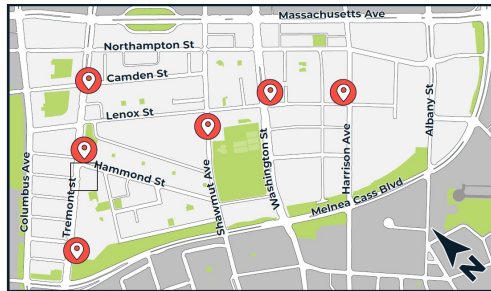 Massachusetts Ave
Northampton St
Camden St
Lenox St
Hammond St
Columbus Ave
Tremont st
Shawmut Ave
Washington St
Harrison Ave
Albany St
Melnea Cass Blvd
N